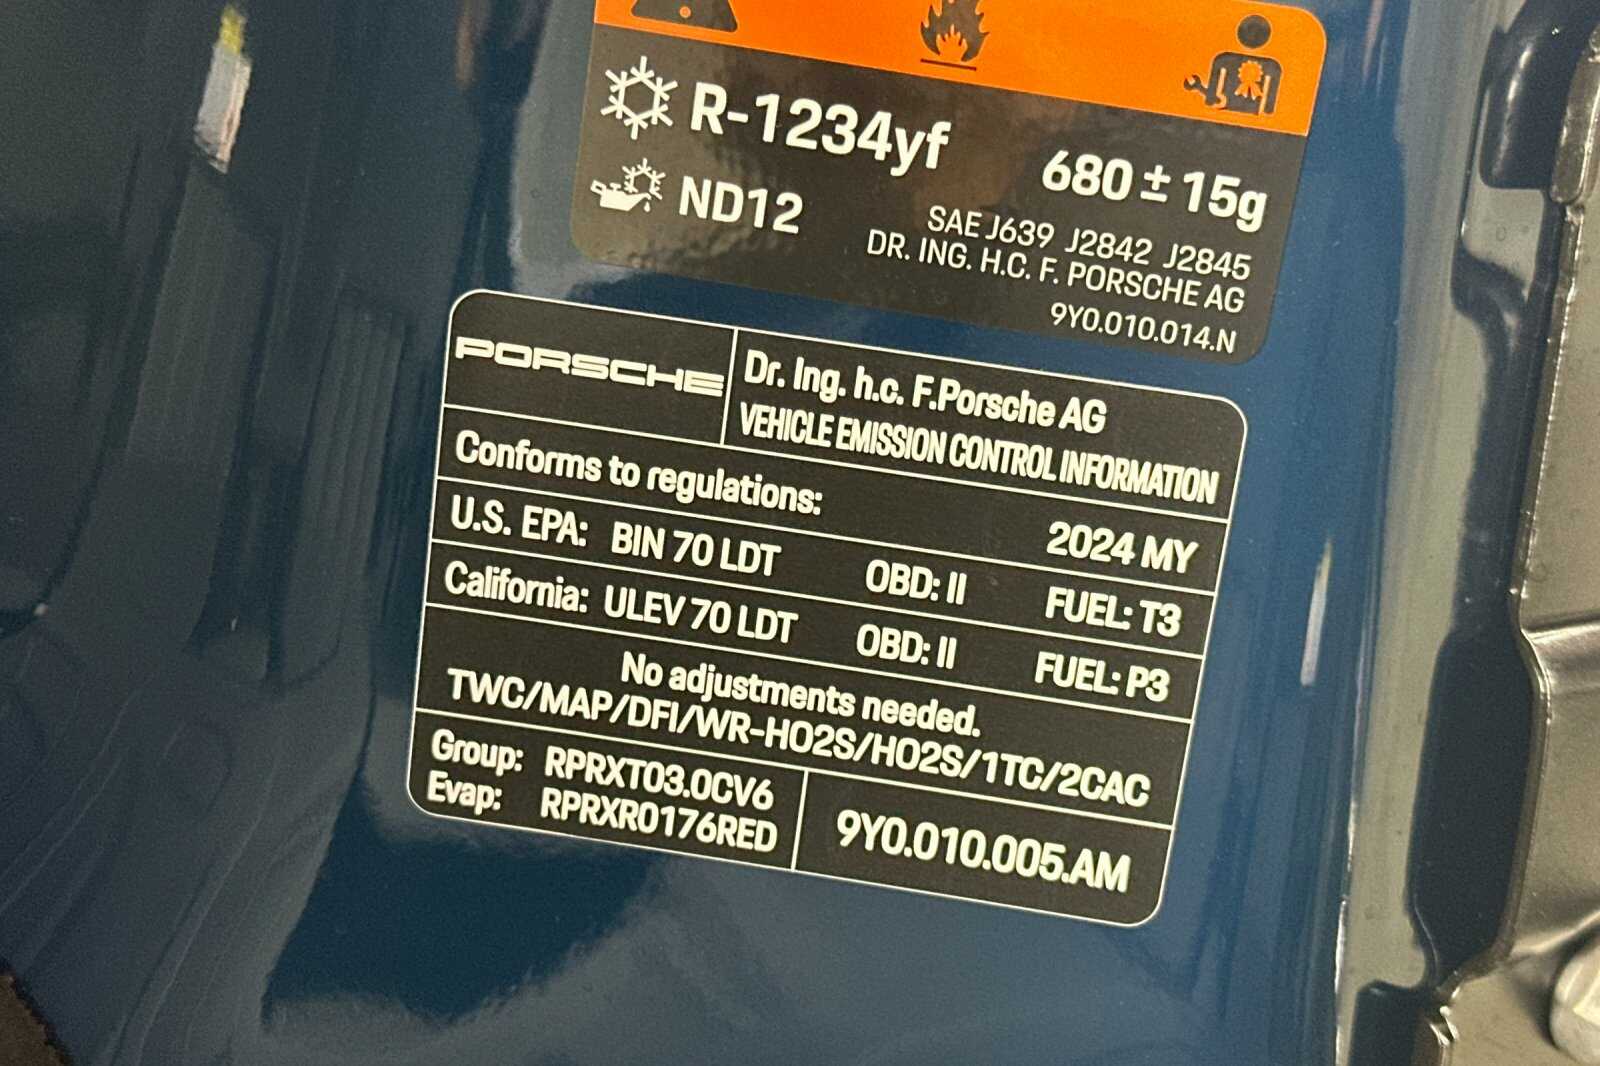 R-1234yf 680 ± 15g
ND12
SAE J639 J2842 J2845
DR. ING. H.C. F. PORSCHE AG
9Y0.010.014.N
PORSCHE
Dr. Ing. h.c. F.Porsche AG
VEHICLE EMISSION CONTROL INFORMATION
Conforms to regulations: 2024 MY
U.S. EPA: BIN 70 LDT OBD: II FUEL: T3
California: ULEV 70 LDT OBD: II FUEL: P3
No adjustments needed.
TWC/MAP/DFI/WR-HO2S/HO2S/1TC/2CAC
Group: RPRXT03.0CV6
Evap: RPRXR0176RED
9Y0.010.005.AM